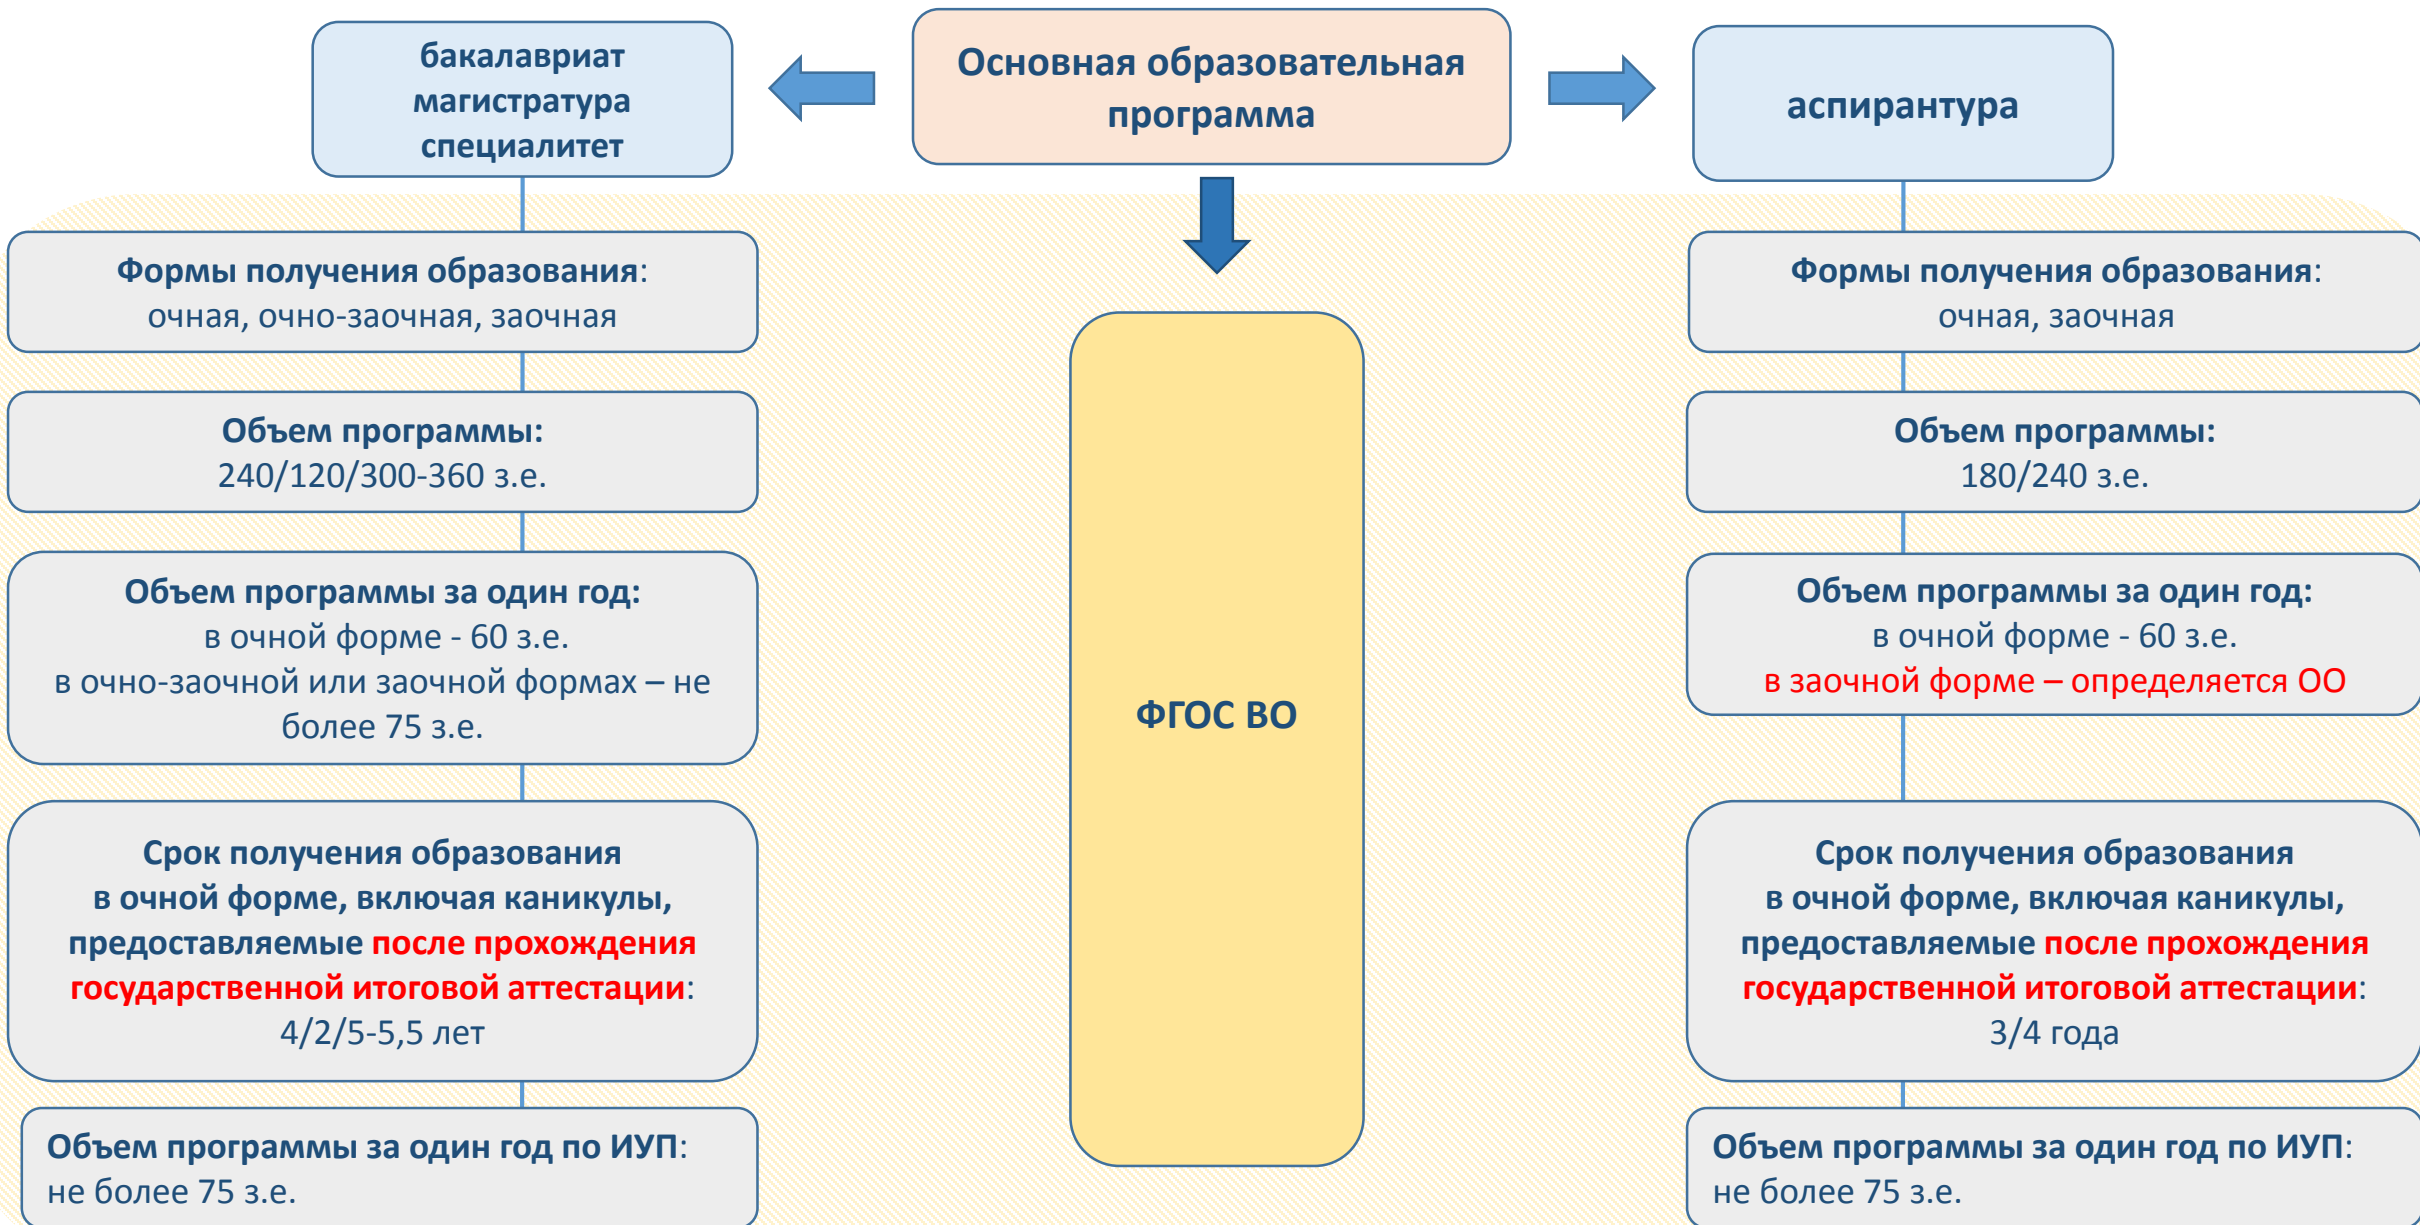 бакалавриат
магистратура
специалитет
Основная образовательная
программа
аспирантура
Формы получения образования:
очная, очно-заочная, заочная
Объем программы:
240/120/300-360 з.е.
Объем программы за один год:
в очной форме - 60 з.е.
в очно-заочной или заочной формах – не
более 75 з.е.
Срок получения образования
в очной форме, включая каникулы,
предоставляемые после прохождения
государственной итоговой аттестации:
4/2/5-5,5 лет
Объем программы за один год по ИУП:
не более 75 з.е.
ФГОС ВО
Формы получения образования:
очная, заочная
Объем программы:
180/240 з.е.
Объем программы за один год:
в очной форме - 60 з.е.
в заочной форме – определяется ОО
Срок получения образования
в очной форме, включая каникулы,
предоставляемые после прохождения
государственной итоговой аттестации:
3/4 года
Объем программы за один год по ИУП:
не более 75 з.е.